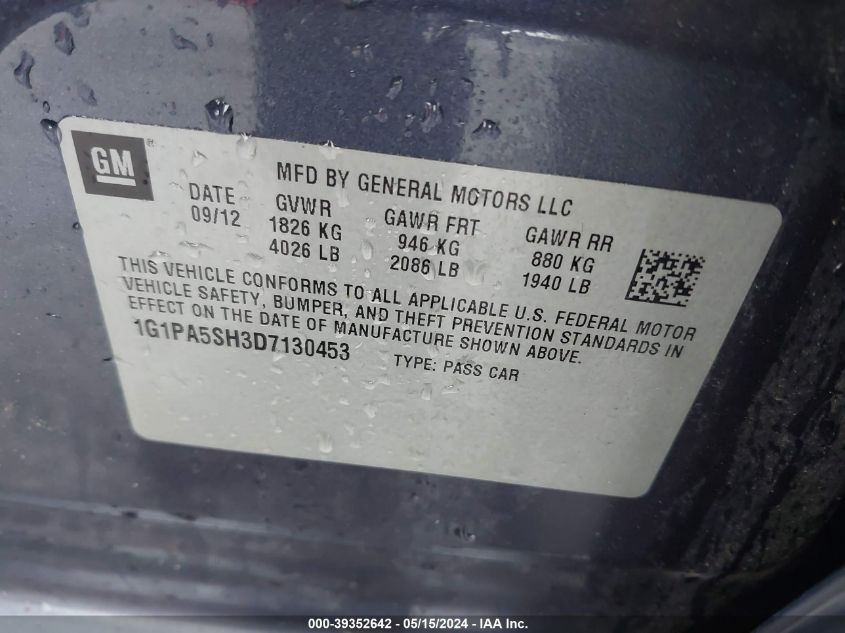 GM
MFD BY GENERAL MOTORS LLC
DATE GVWR GAWR FRT GAWR RR
09/12 1826 KG 946 KG 880 KG
4026 LB 2086 LB 1940 LB
THIS VEHICLE CONFORMS TO ALL APPLICABLE U.S. FEDERAL MOTOR
VEHICLE SAFETY, BUMPER, AND THEFT PREVENTION STANDARDS IN
EFFECT ON THE DATE OF MANUFACTURE SHOWN ABOVE.
1G1PA5SH3D7130453 TYPE: PASS CAR
000-39352642 - 05/15/2024 - IAA Inc.